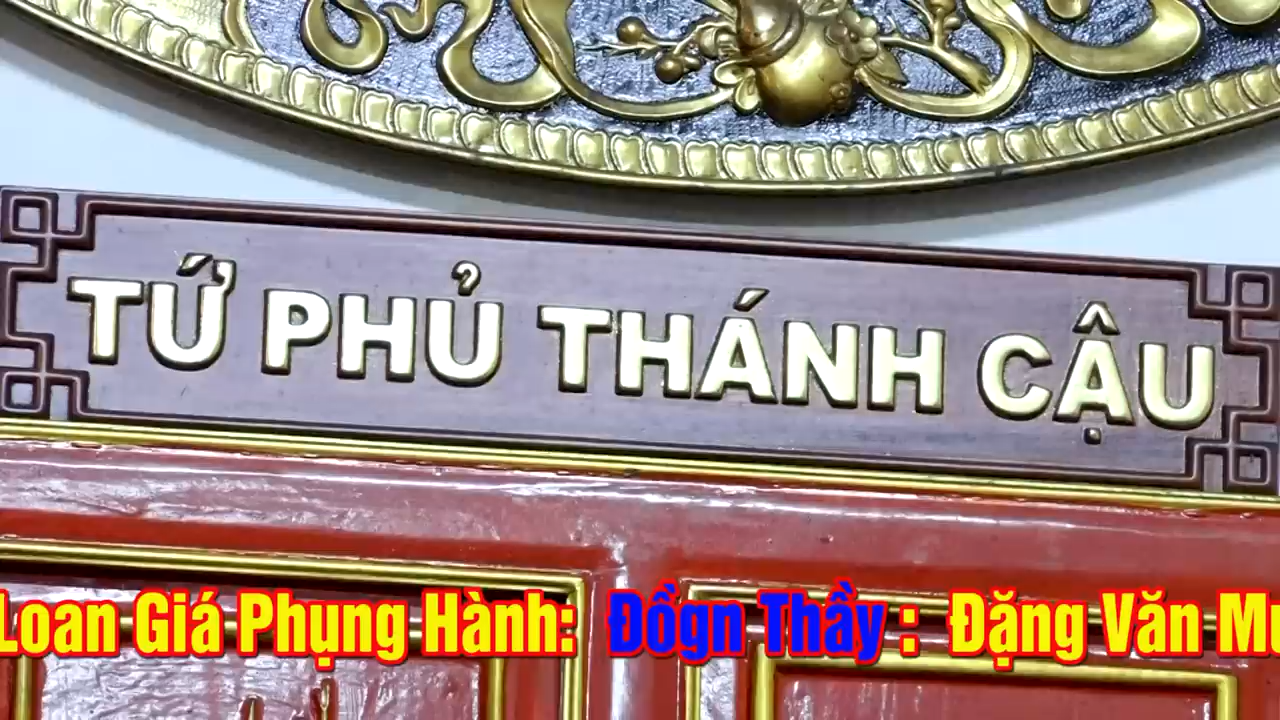 TỨ PHỦ THÁNH CẬU
Loan Giá Phụng Hành: Đồgn Thầy : Đặng Văn